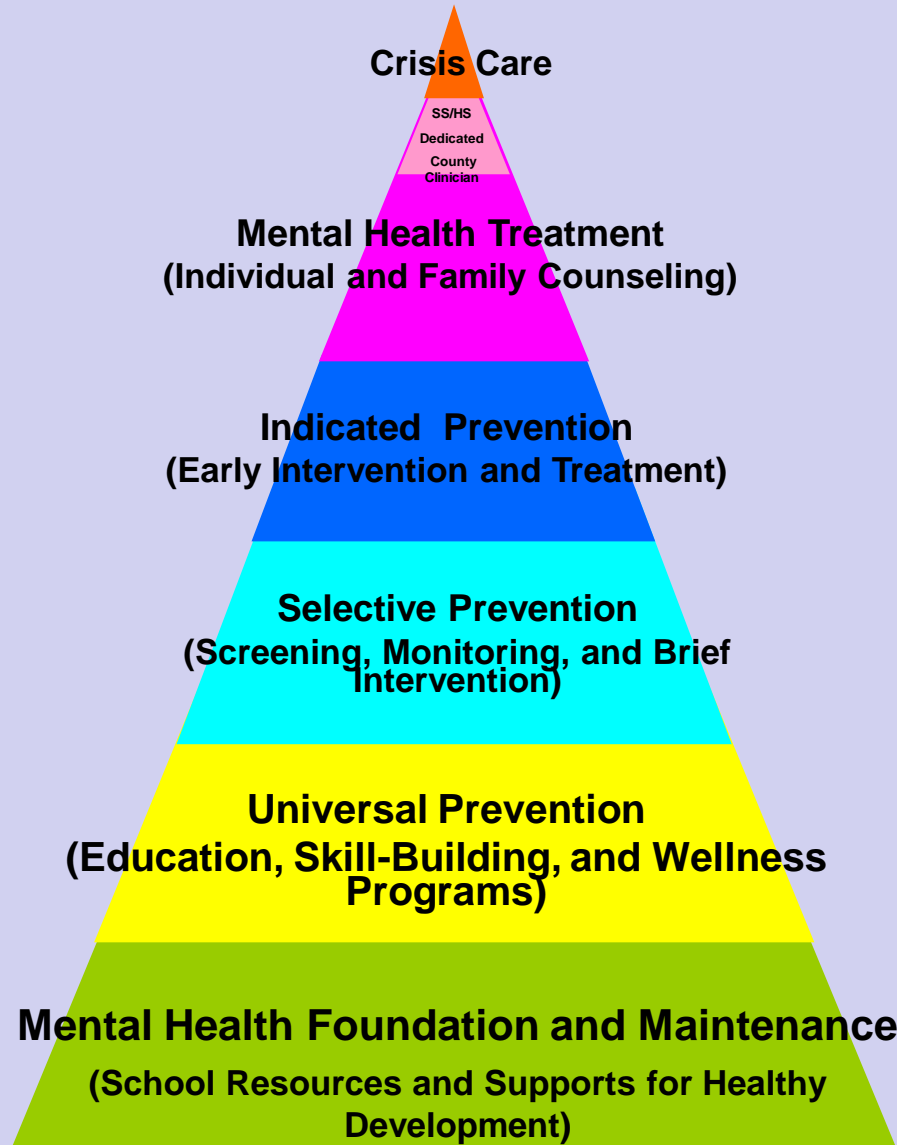 Crisis Care
SS/HS
Dedicated
County
Clinician
Mental Health Treatment
(Individual and Family Counseling)
Indicated  Prevention
(Early Intervention and Treatment)
Selective Prevention
(Screening, Monitoring, and Brief
Intervention)
Universal Prevention
(Education, Skill-Building, and Wellness
Programs)
Mental Health Foundation and Maintenance
(School Resources and Supports for Healthy
Development)